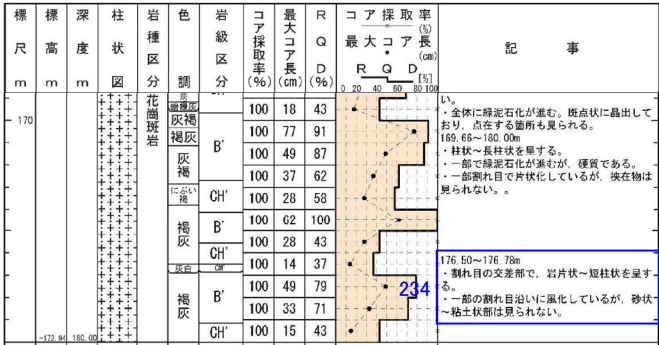 標尺 m
標高 m
深度 m
柱状図
岩種区分
色調
岩級区分
コア採取率(%)
最大コア長(cm)
RQD(%)
コア採取率(%)
最大コア長(cm)
RQD[%]
0 20 40 60 80 100
記事
170
花崗斑岩
灰
暗緑灰
灰褐
褐灰
灰褐
にぶい褐
褐灰
灰白
褐灰
CH'
B'
CH'
B'
CH'
CM'
B'
CH'
100 18 43
100 77 91
100 49 87
100 37 62
100 28 58
100 62 100
100 28 43
100 14 37
100 49 79
100 33 71
100 15 43
い。
・全体に緑泥石化が進む。斑点状に晶出して
おり，点在する箇所も見られる。
169.66～180.00m
・柱状～長柱状を呈する。
・一部で緑泥石化が進むが，硬質である。
・一部割れ目で片状化しているが，挟在物は
見られない。。
176.50～176.78m
・割れ目の交差部で，岩片状～短柱状を呈す
る。
・一部の割れ目沿いに風化しているが，砂状
～粘土状部は見られない。
234
-172.94 180.00